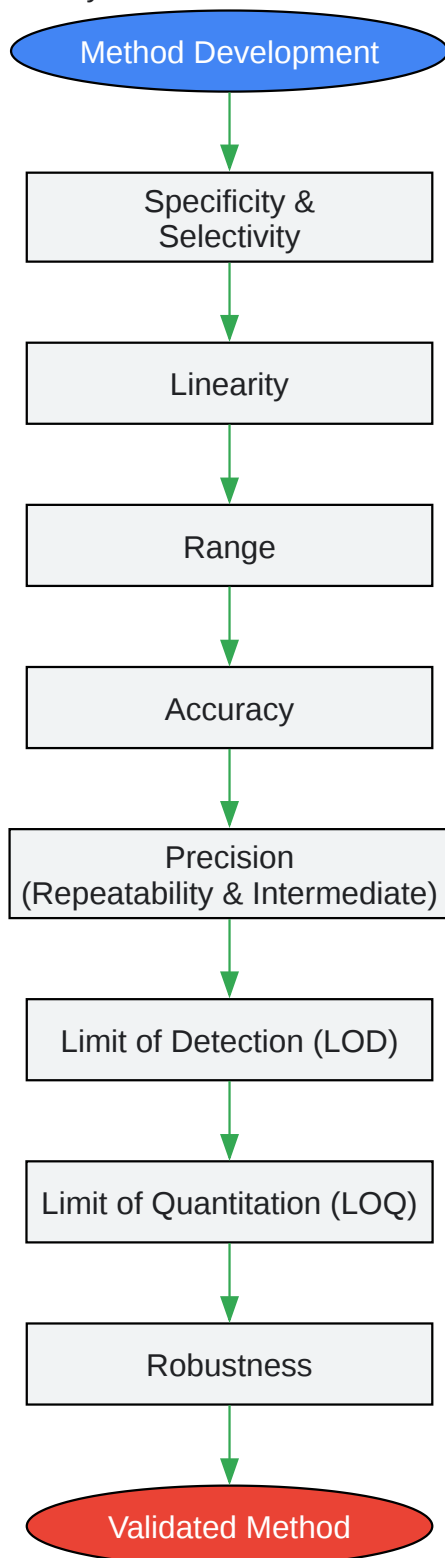 Method Development
Specificity &
Selectivity
Linearity
Range
Accuracy
Precision
(Repeatability & Intermediate)
Limit of Detection (LOD)
Limit of Quantitation (LOQ)
Robustness
Validated Method